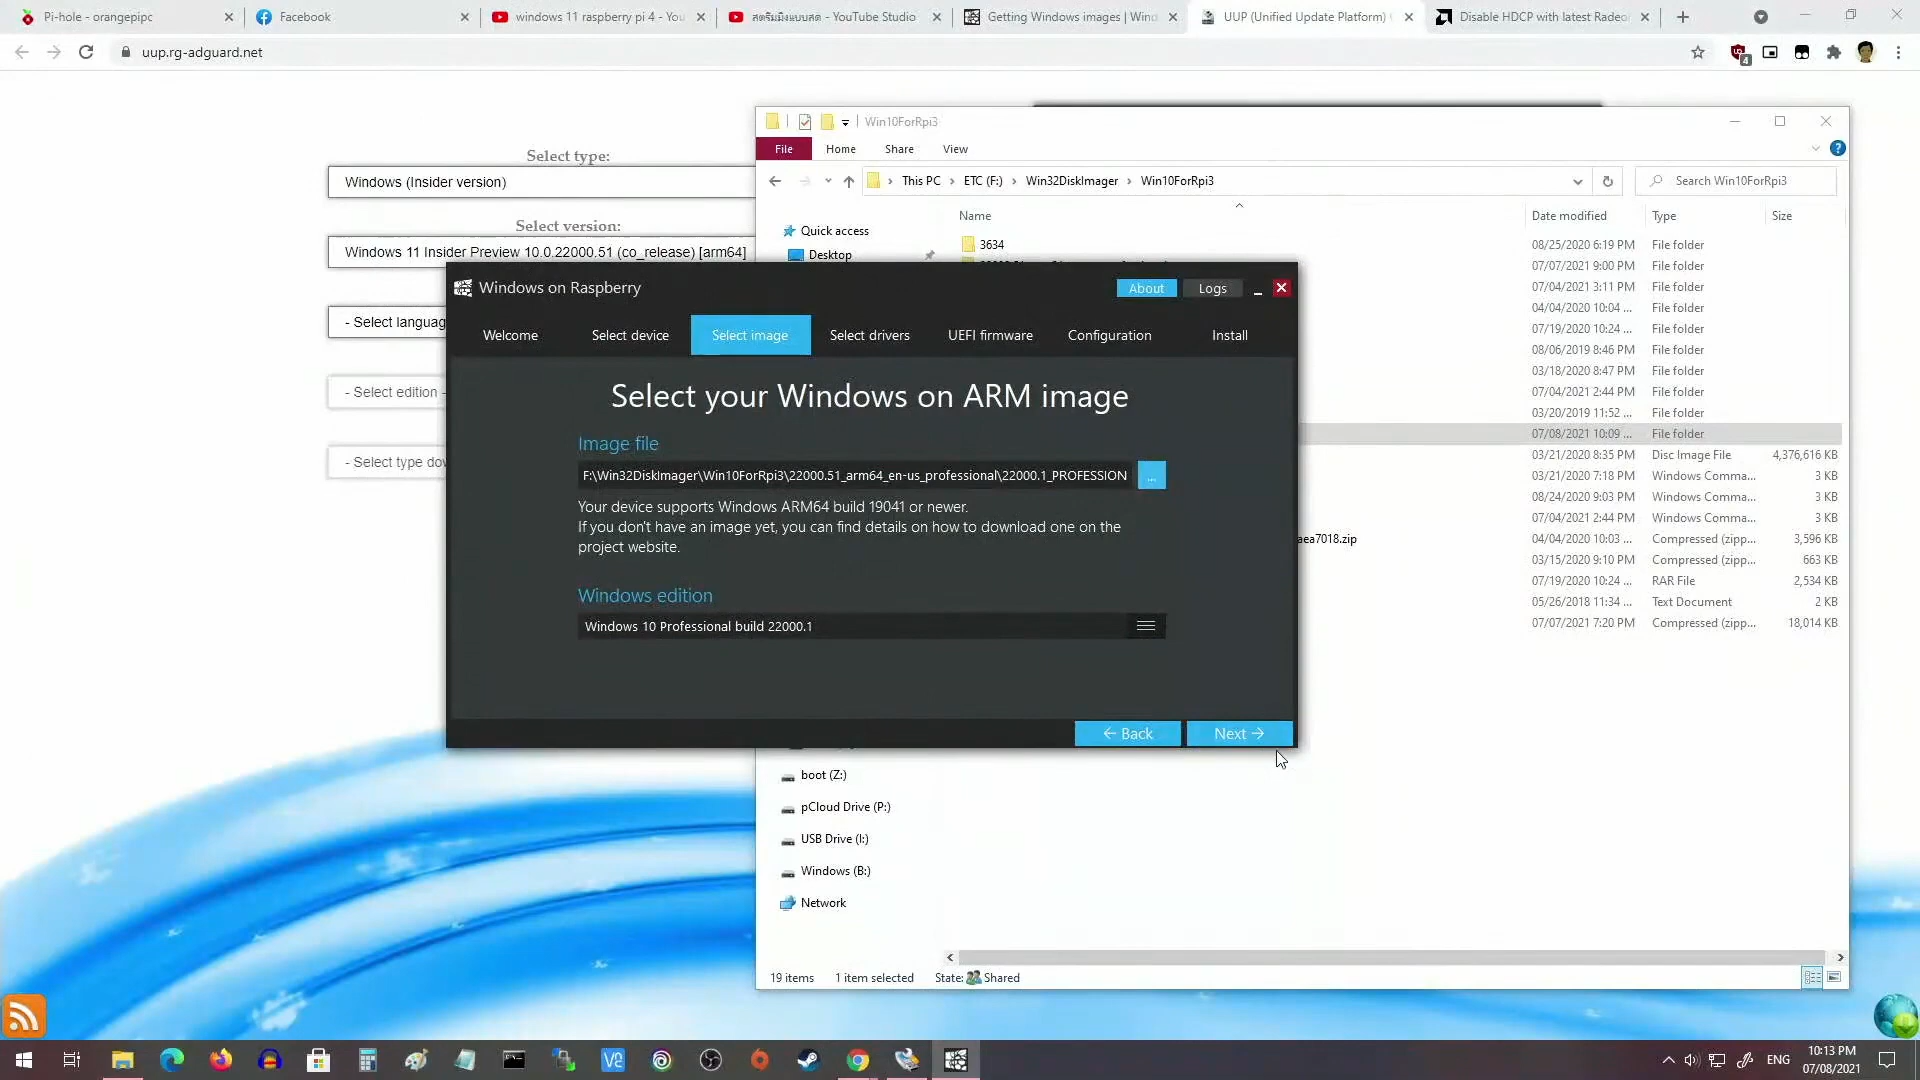 Pi-hole - orangepipc
Facebook
windows 11 raspberry pi 4 - You
สตรีมมิงแบบสด - YouTube Studio
Getting Windows images | Wind
UUP (Unified Update Platform)
Disable HDCP with latest Radeo
uup.rg-adguard.net
4
Select type:
Windows (Insider version)
Select version:
Windows 11 Insider Preview 10.0.22000.51 (co_release) [arm64]
- Select languag
- Select edition -
- Select type dov
Win10ForRpi3
File
Home
Share
View
This PC
ETC (F:)
Win32DiskImager
Win10ForRpi3
Search Win10ForRpi3
Name
Date modified
Type
Size
Quick access
Desktop
3634
08/25/2020 6:19 PM File folder
07/07/2021 9:00 PM File folder
07/04/2021 3:11 PM File folder
04/04/2020 10:04 ... File folder
07/19/2020 10:24 ... File folder
08/06/2019 8:46 PM File folder
03/18/2020 8:47 PM File folder
07/04/2021 2:44 PM File folder
03/20/2019 11:52 ... File folder
07/08/2021 10:09 ... File folder
03/21/2020 8:35 PM Disc Image File 4,376,616 KB
03/21/2020 7:18 PM Windows Comma... 3 KB
08/24/2020 9:03 PM Windows Comma... 3 KB
07/04/2021 2:44 PM Windows Comma... 3 KB
aea7018.zip 04/04/2020 10:03 ... Compressed (zipp... 3,596 KB
03/15/2020 9:10 PM Compressed (zipp... 663 KB
07/19/2020 10:24 ... RAR File 2,534 KB
05/26/2018 11:34 ... Text Document 2 KB
07/07/2021 7:20 PM Compressed (zipp... 18,014 KB
Windows on Raspberry
About
Logs
Welcome
Select device
Select image
Select drivers
UEFI firmware
Configuration
Install
Select your Windows on ARM image
Image file
F:\Win32DiskImager\Win10ForRpi3\22000.51_arm64_en-us_professional\22000.1_PROFESSION
...
Your device supports Windows ARM64 build 19041 or newer.
If you don't have an image yet, you can find details on how to download one on the
project website.
Windows edition
Windows 10 Professional build 22000.1
Back
Next
boot (Z:)
pCloud Drive (P:)
USB Drive (I:)
Windows (B:)
Network
19 items
1 item selected
State:
Shared
ENG
10:13 PM
07/08/2021